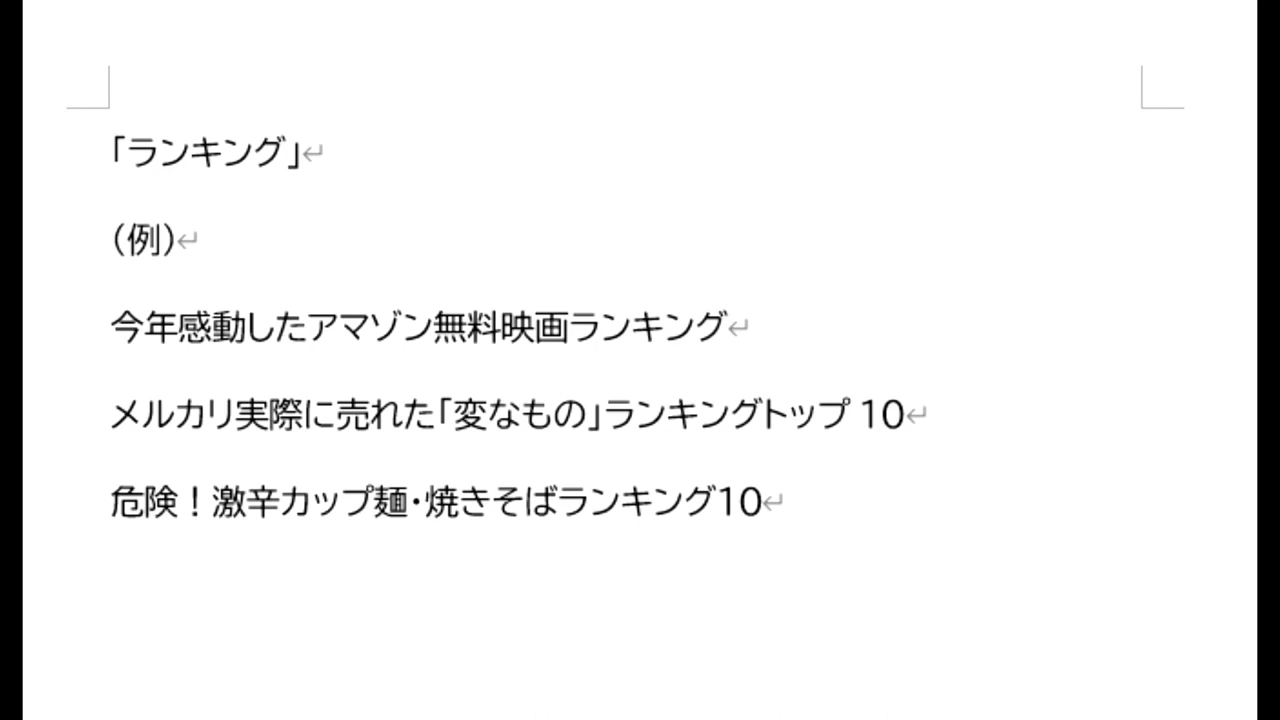 「ランキング」
（例）
今年感動したアマゾン無料映画ランキング
メルカリ実際に売れた「変なもの」ランキングトップ 10
危険！激辛カップ麺・焼きそばランキング10